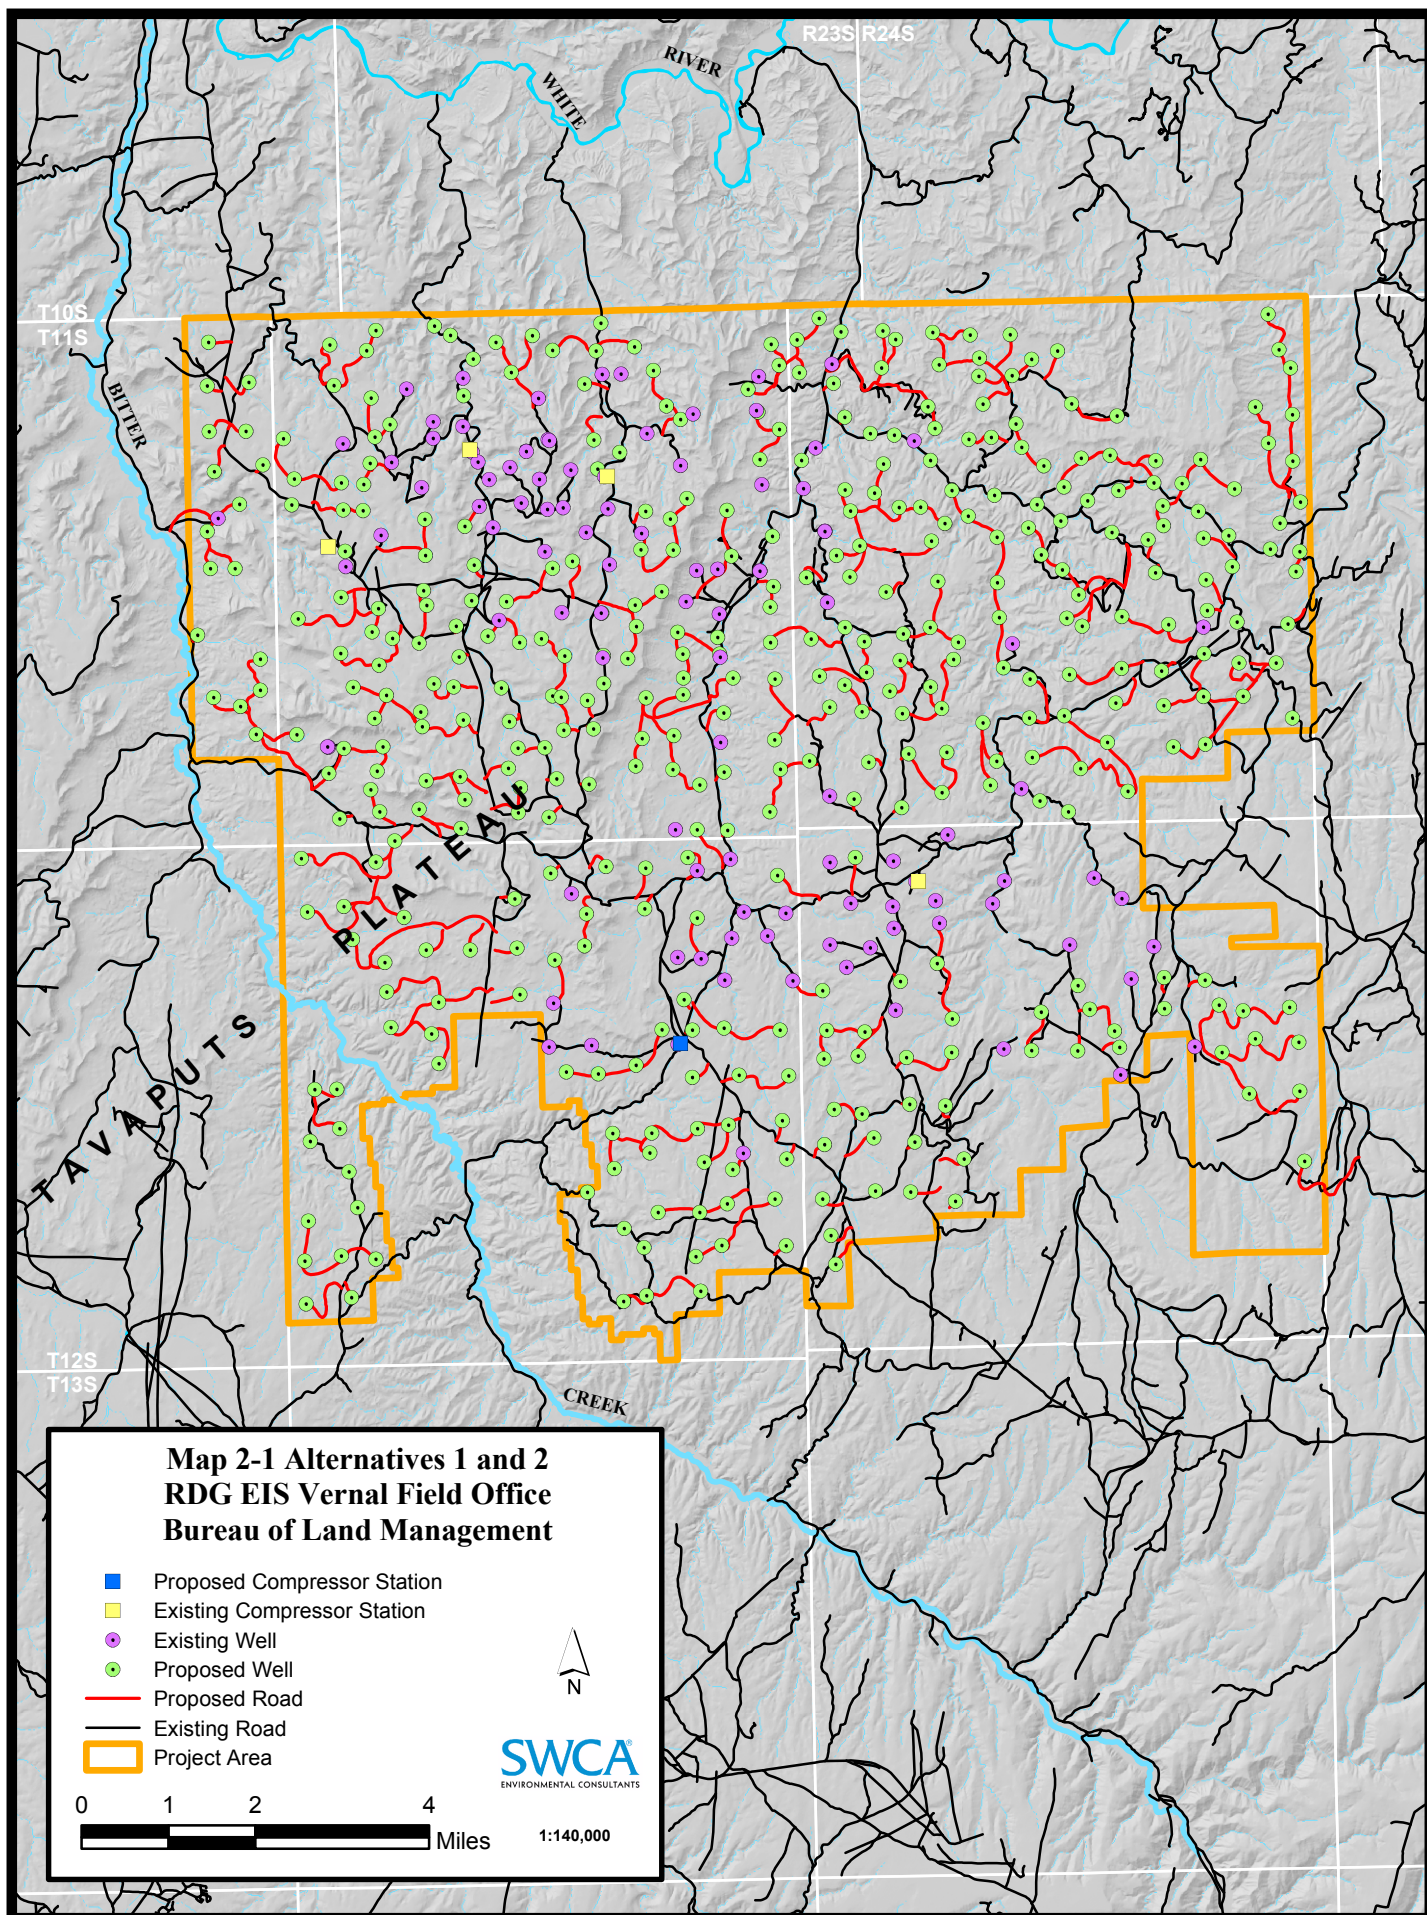 R23S R24S
RIVER
WHITE
T10S
T11S
BITTER
PLATEAU
TAVAPUTS
T12S
T13S
CREEK
Map 2-1 Alternatives 1 and 2
RDG EIS Vernal Field Office
Bureau of Land Management
Proposed Compressor Station
Existing Compressor Station
Existing Well
Proposed Well
Proposed Road
Existing Road
Project Area
N
SWCA®
ENVIRONMENTAL CONSULTANTS
0 1 2 4
Miles
1:140,000